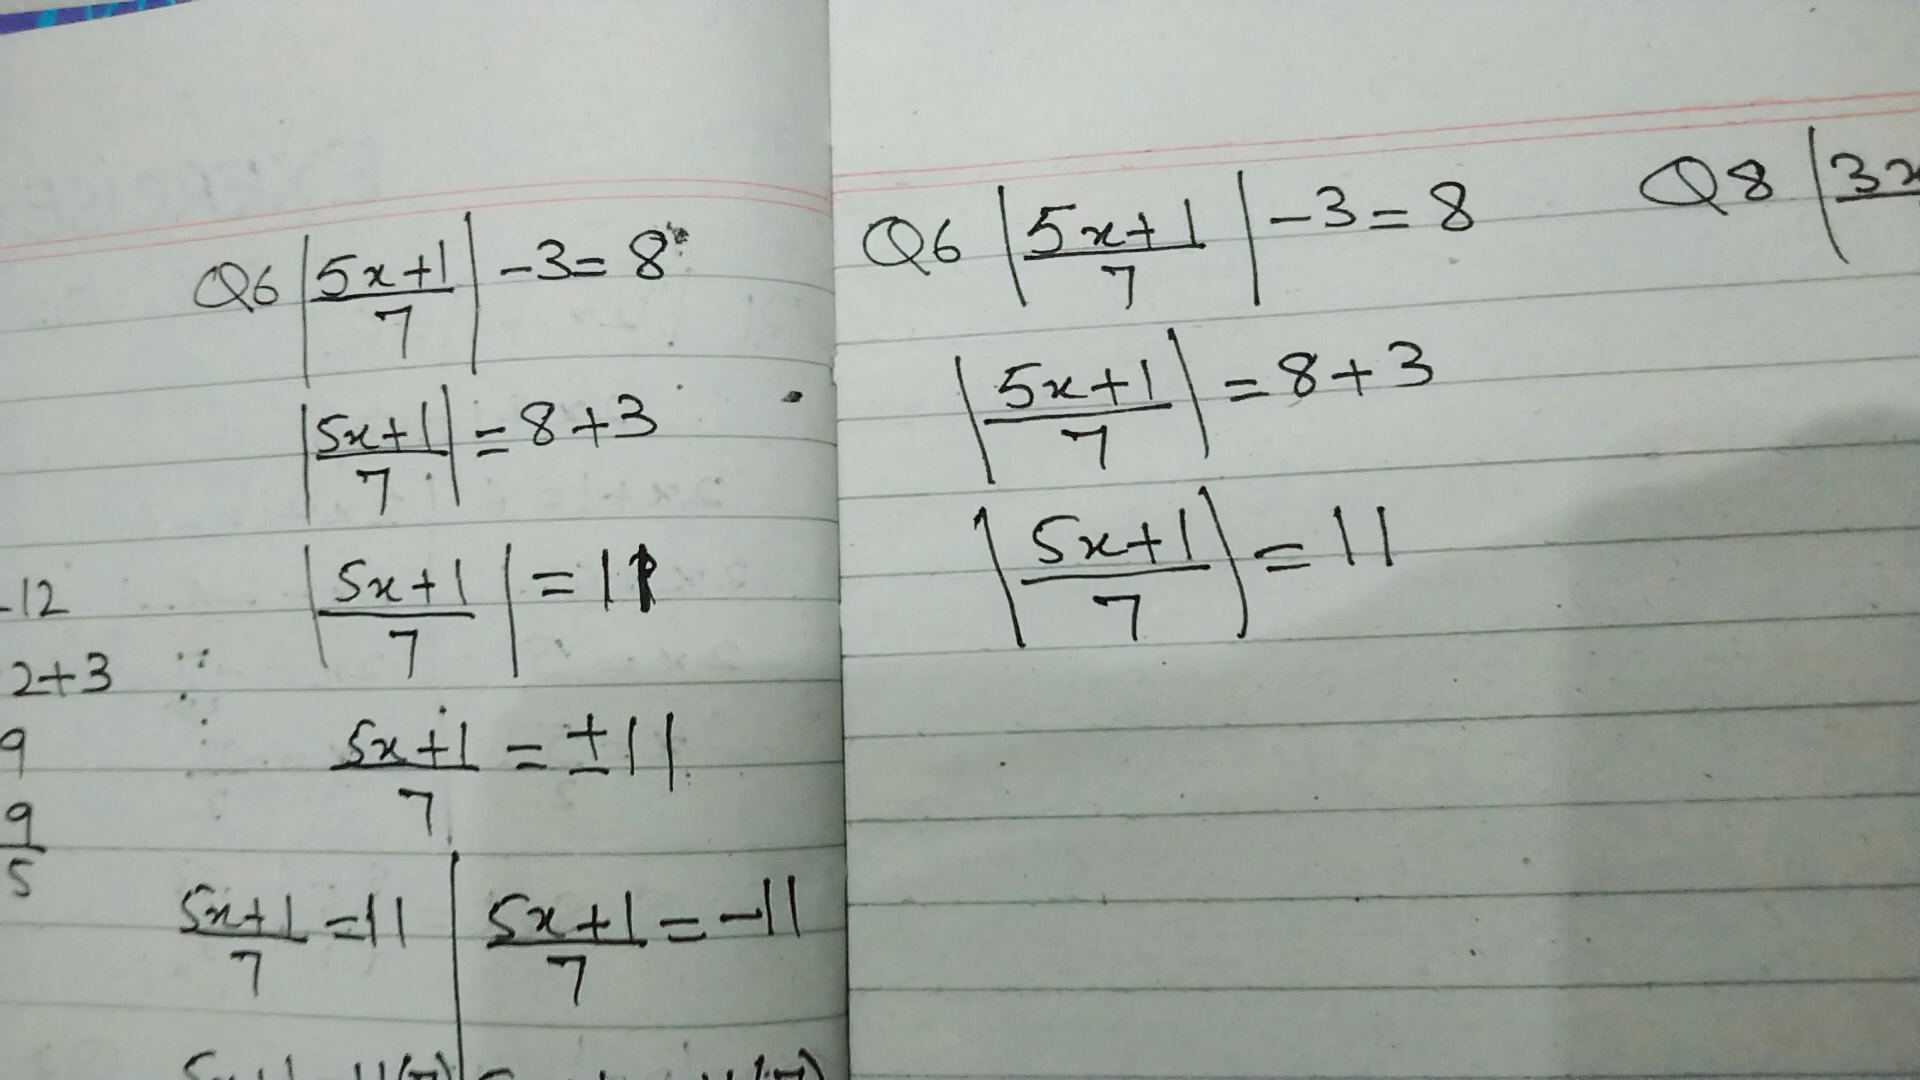 Q6 |5x+1/7| -3=8
|5x+1/7| =8+3
|5x+1/7| =11
5x+1/7 =±11
5x+1/7 =11 | 5x+1/7 =-11
-12
2+3
9
9/5
Q6 |5x+1/7| -3=8
|5x+1/7| =8+3
|5x+1/7| =11
Q8 |3x